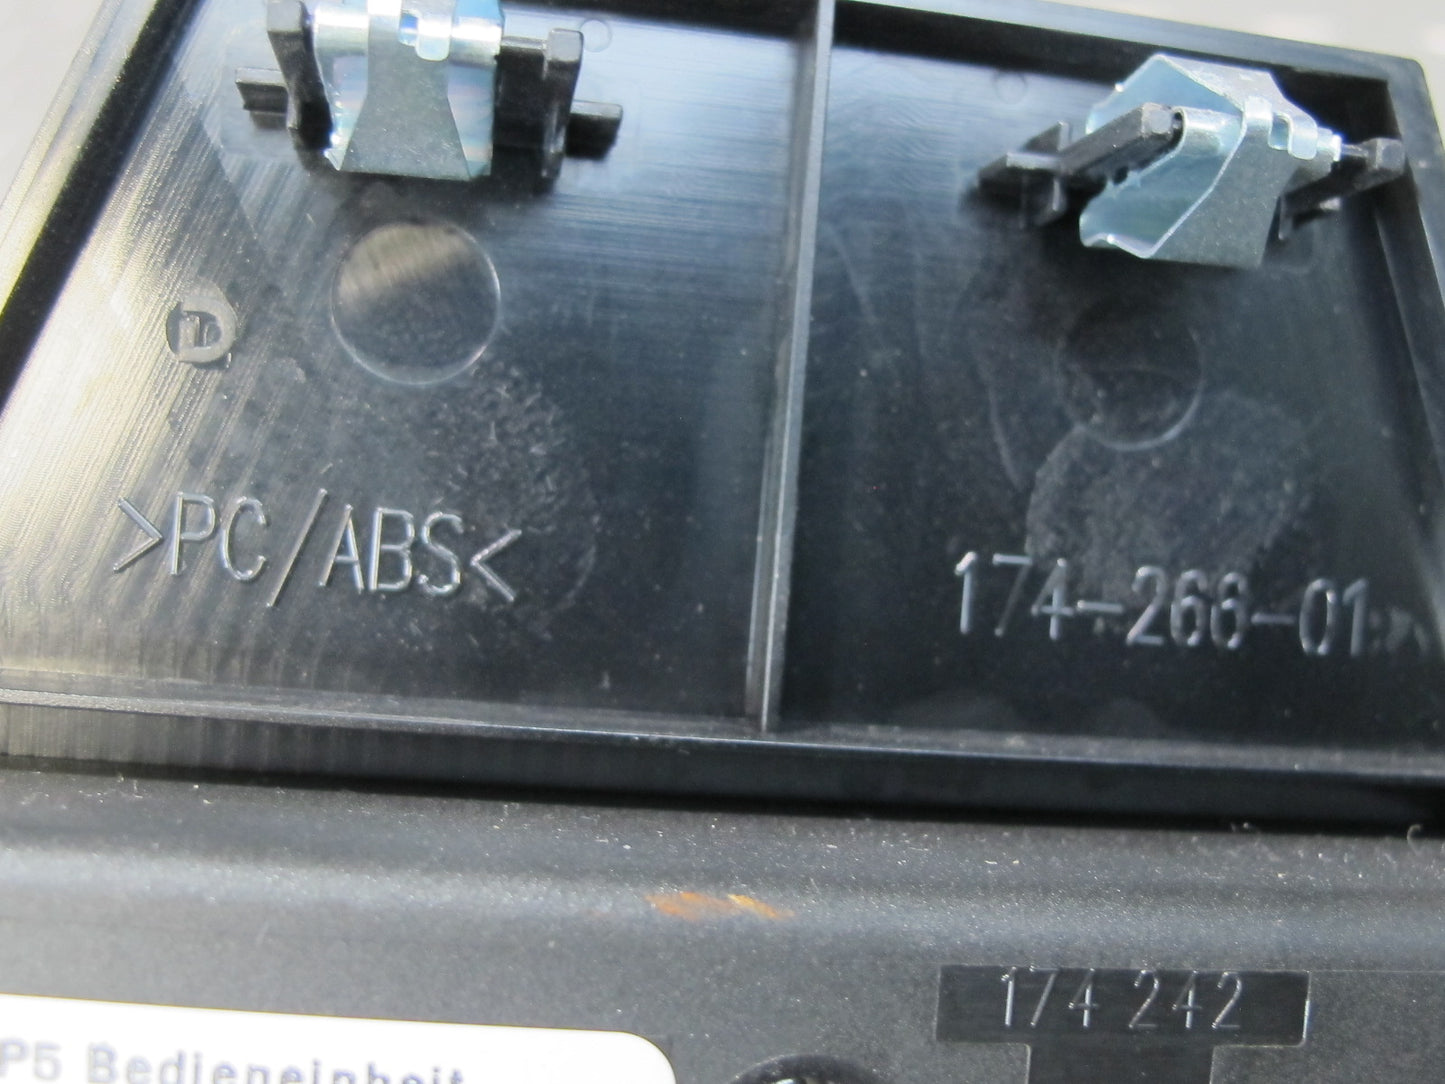 D
>PC/ABS<
174-266-01
174 242
P5 Bedieneinheit